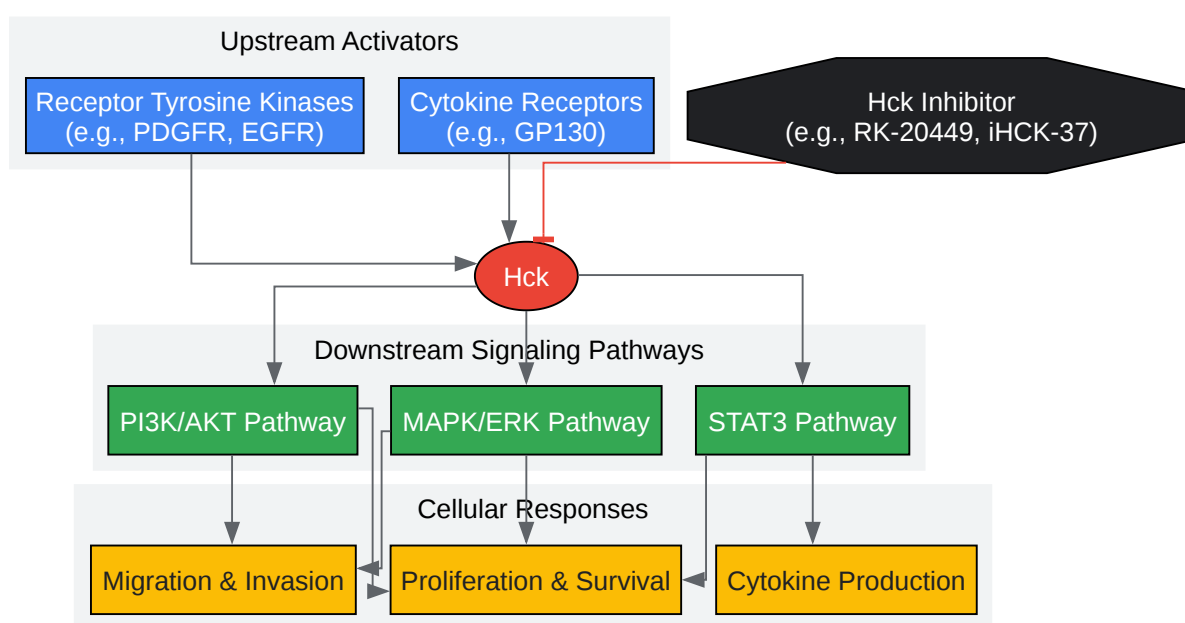 Upstream Activators
Receptor Tyrosine Kinases
(e.g., PDGFR, EGFR)
Cytokine Receptors
(e.g., GP130)
Hck Inhibitor
(e.g., RK-20449, iHCK-37)
Hck
Downstream Signaling Pathways
PI3K/AKT Pathway
MAPK/ERK Pathway
STAT3 Pathway
Cellular Responses
Migration & Invasion
Proliferation & Survival
Cytokine Production